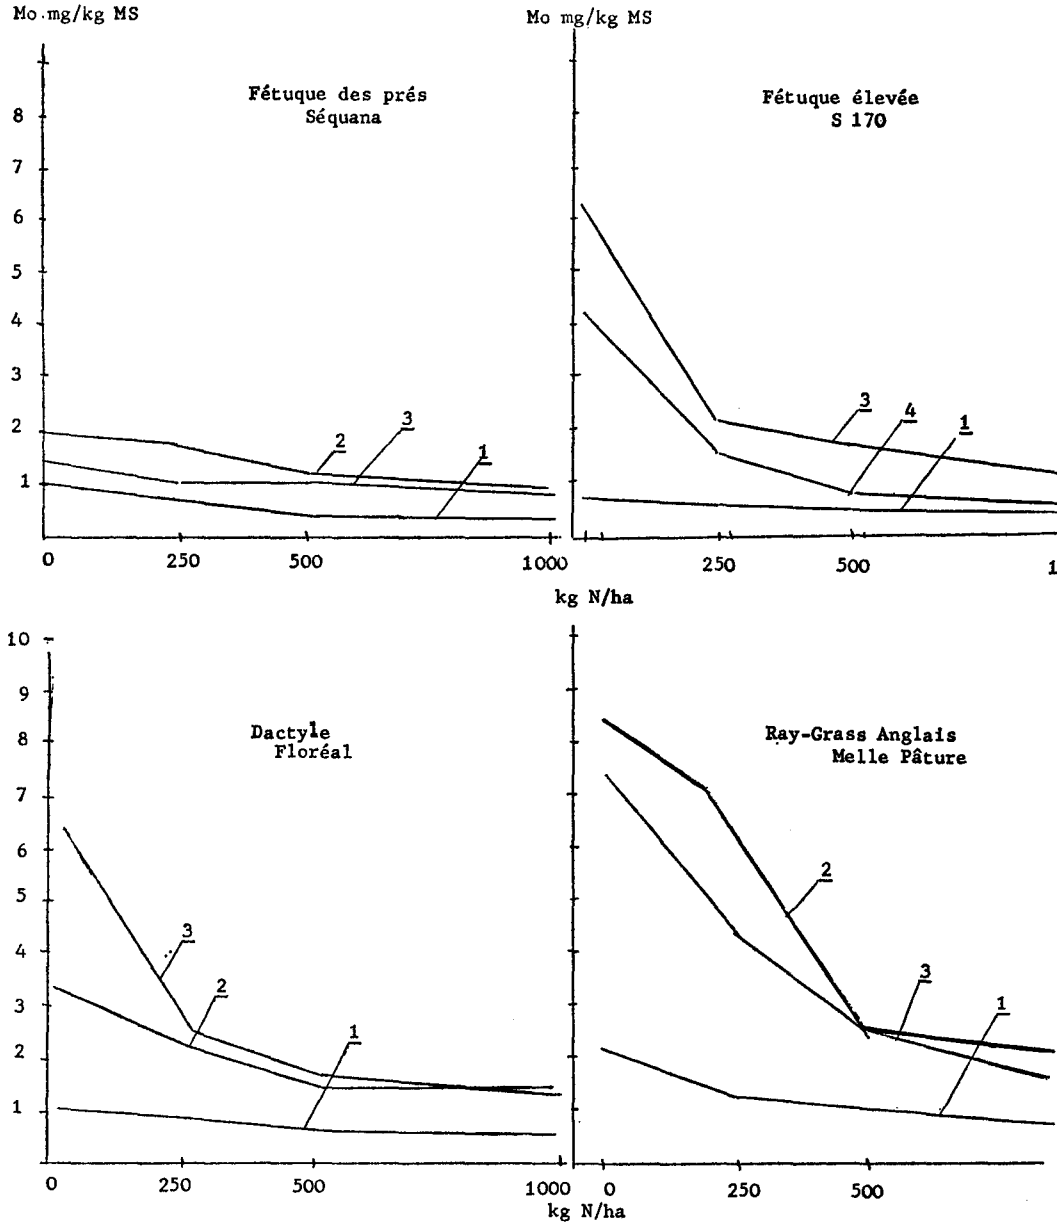 Mo.mg/kg MS
Mo mg/kg MS
Fétuque des prés
Séquana
8
7
6
5
4
3
2
1
3
2
1
0 250 500 1000
Fétuque élevée
S 170
3
4
1
250 500 1
kg N/ha
10
9
8
7
6
5
4
3
2
1
Dactyle
Floréal
3
2
1
0 250 500 1000
Ray-Grass Anglais
Melle Pâture
2
3
1
0 250 500
kg N/ha